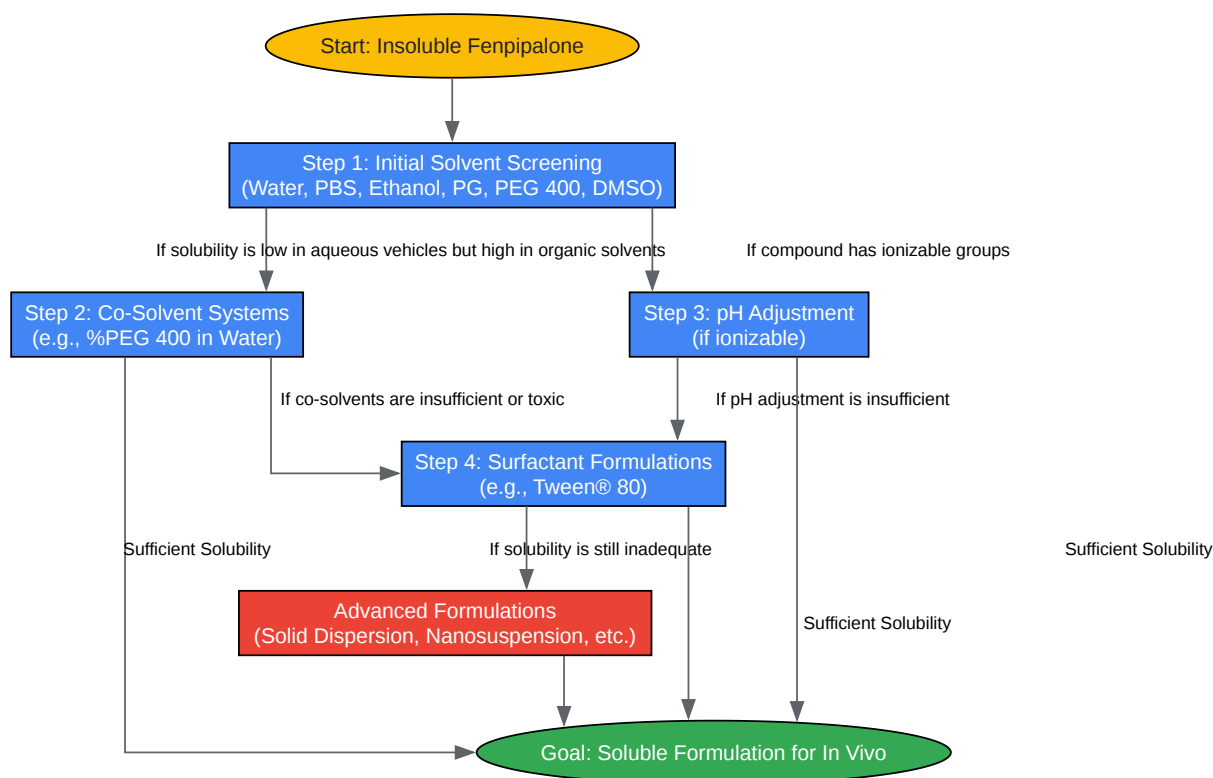 Start: Insoluble Fenpipalone
Step 1: Initial Solvent Screening
(Water, PBS, Ethanol, PG, PEG 400, DMSO)
If solubility is low in aqueous vehicles but high in organic solvents
If compound has ionizable groups
Step 2: Co-Solvent Systems
(e.g., %PEG 400 in Water)
Step 3: pH Adjustment
(if ionizable)
If co-solvents are insufficient or toxic
If pH adjustment is insufficient
Step 4: Surfactant Formulations
(e.g., Tween® 80)
Sufficient Solubility
If solubility is still inadequate
Sufficient Solubility
Advanced Formulations
(Solid Dispersion, Nanosuspension, etc.)
Sufficient Solubility
Goal: Soluble Formulation for In Vivo